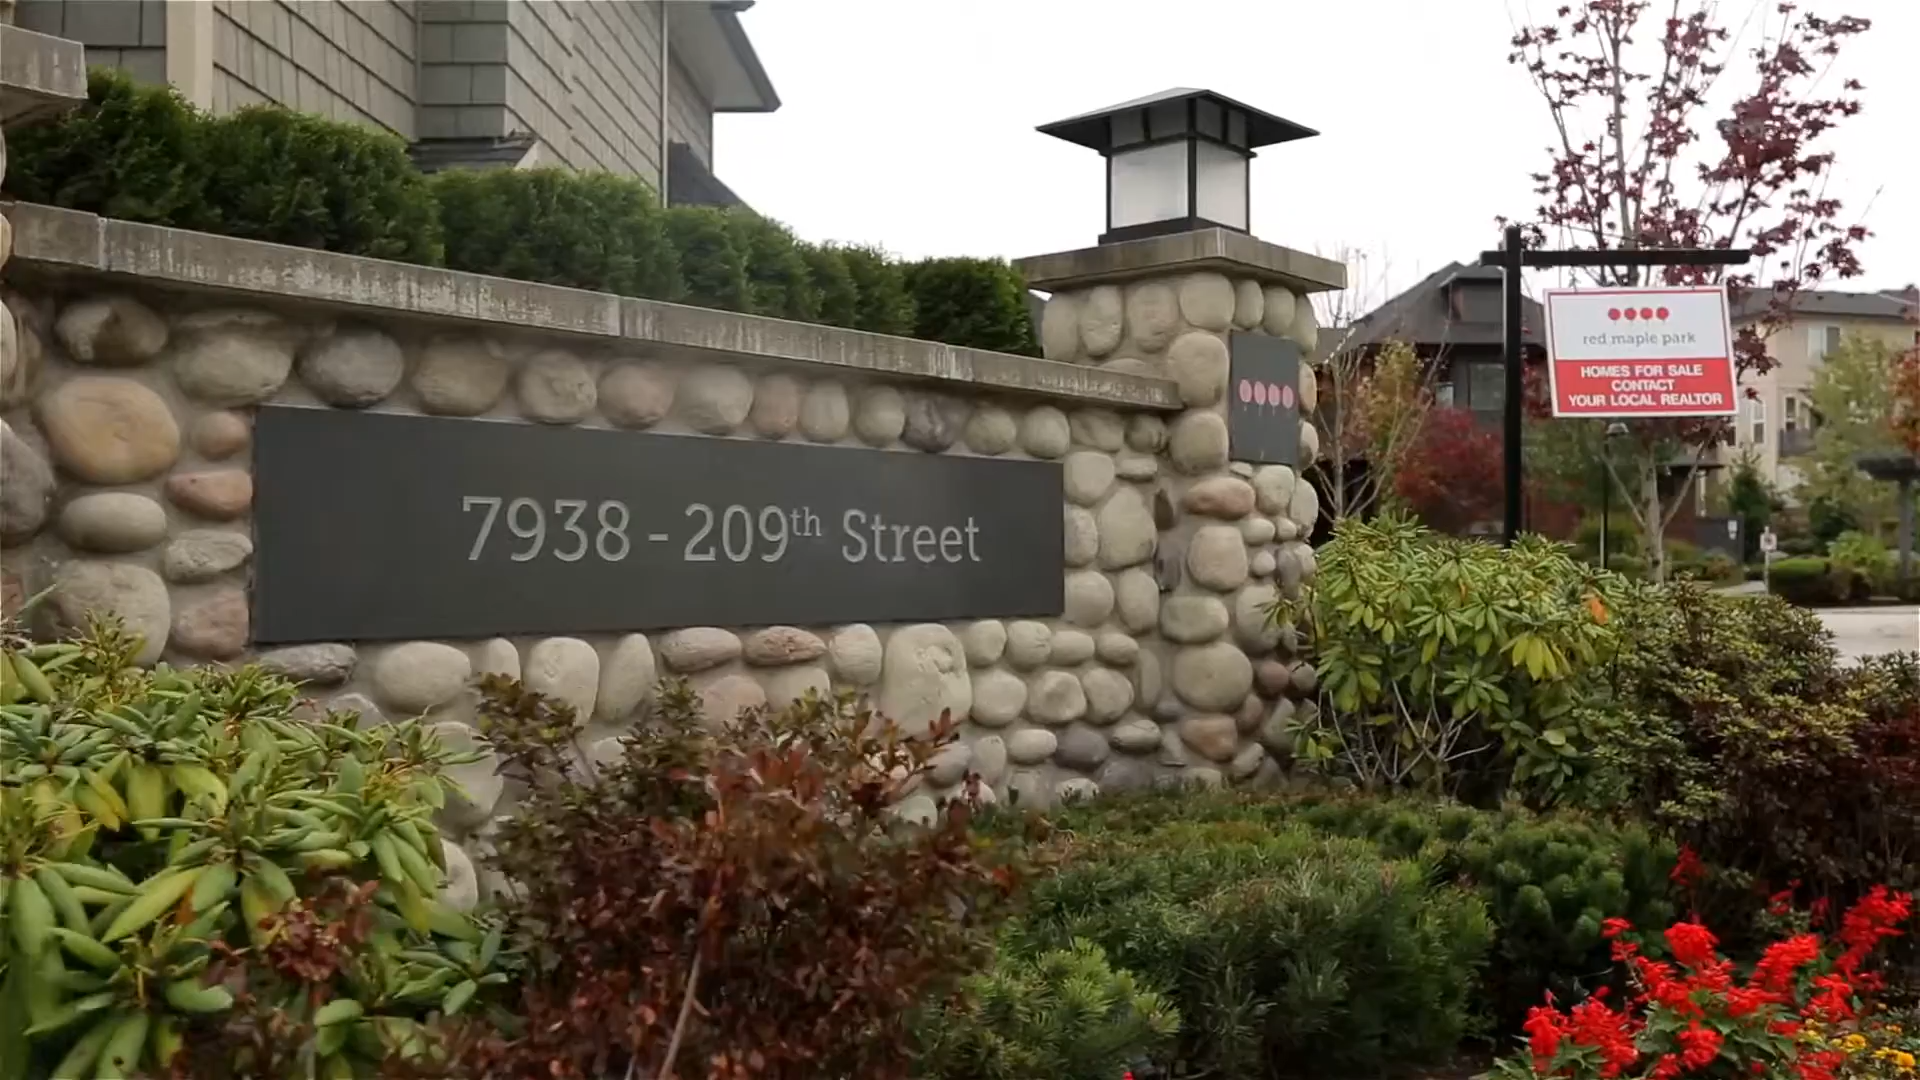 7938 - 209th Street
red maple park
HOMES FOR SALE
CONTACT
YOUR LOCAL REALTOR